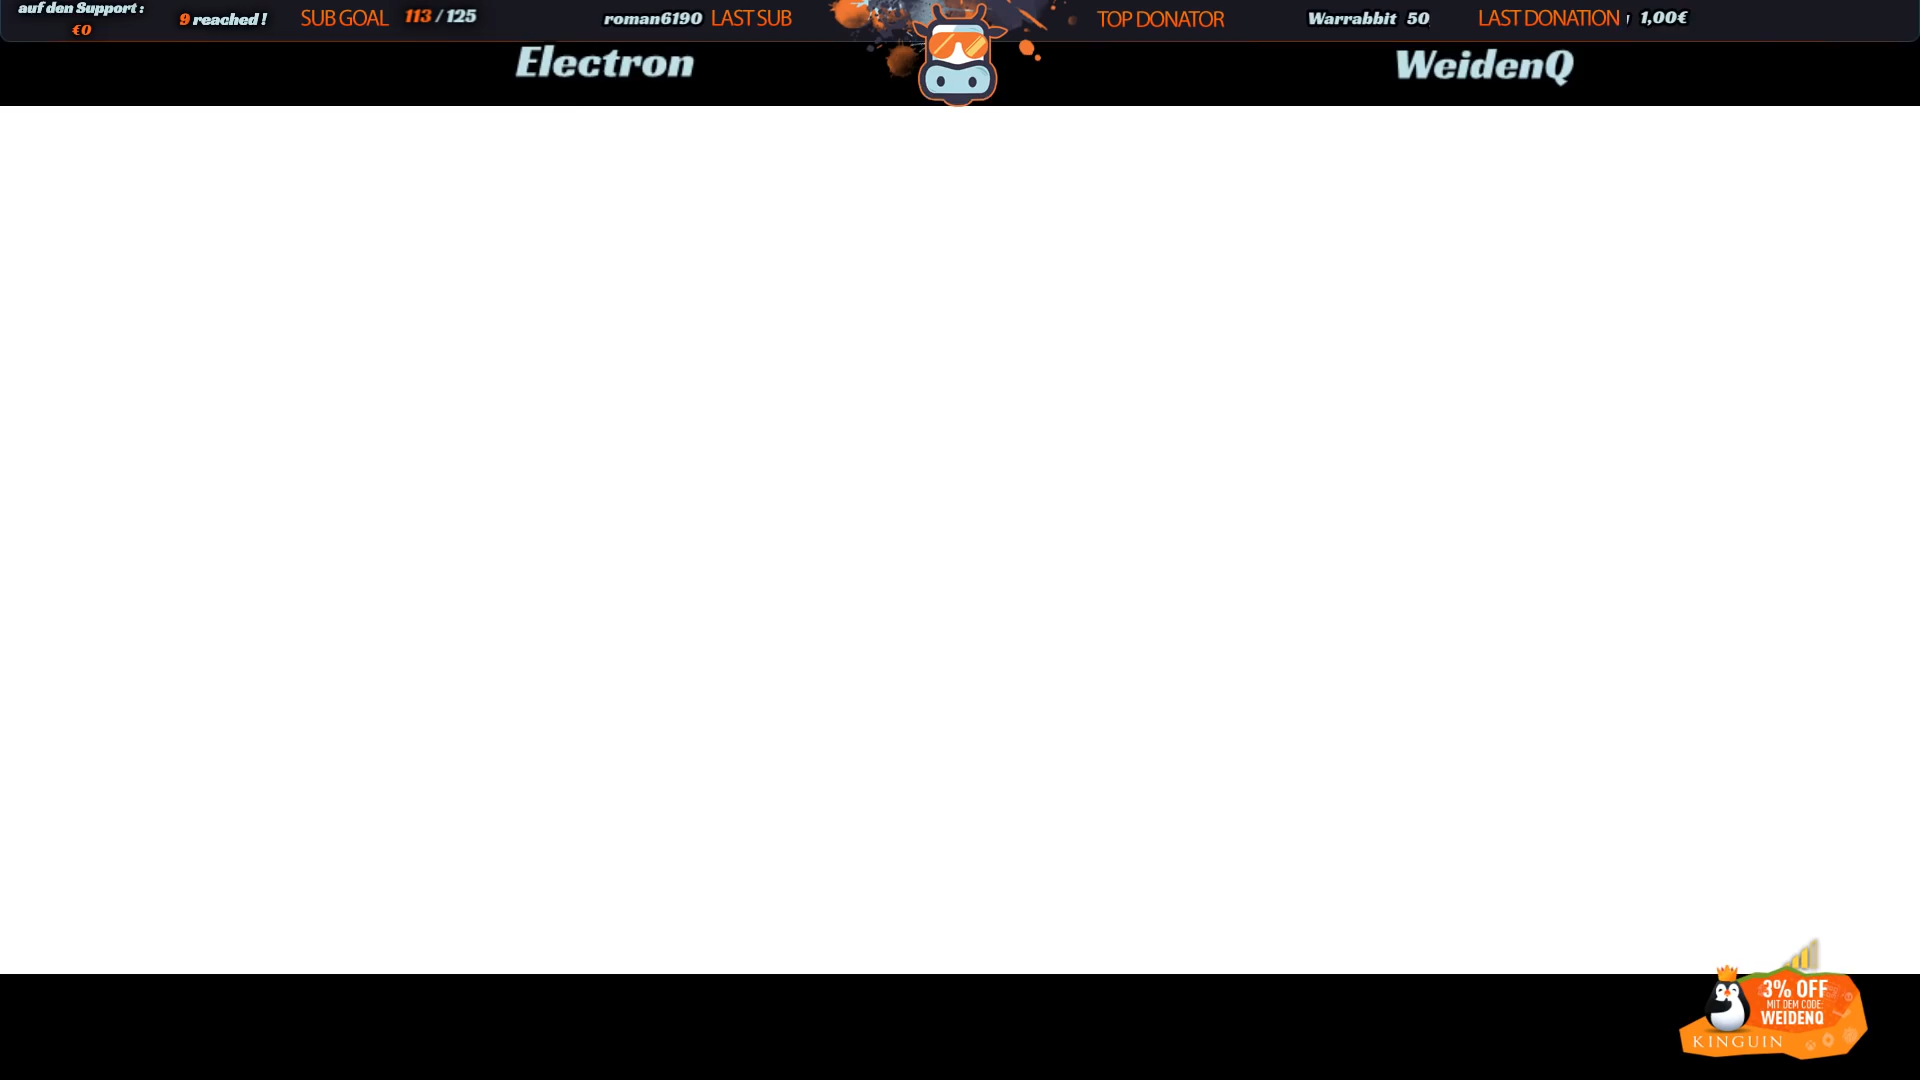 auf den Support :
€0
9 reached !
SUB GOAL 113 / 125
roman6190 LAST SUB
TOP DONATOR
Warrabbit 50
LAST DONATION 1,00€
Electron
WeidenQ
3% OFF
MIT DEM CODE
WEIDENQ
KINGUIN